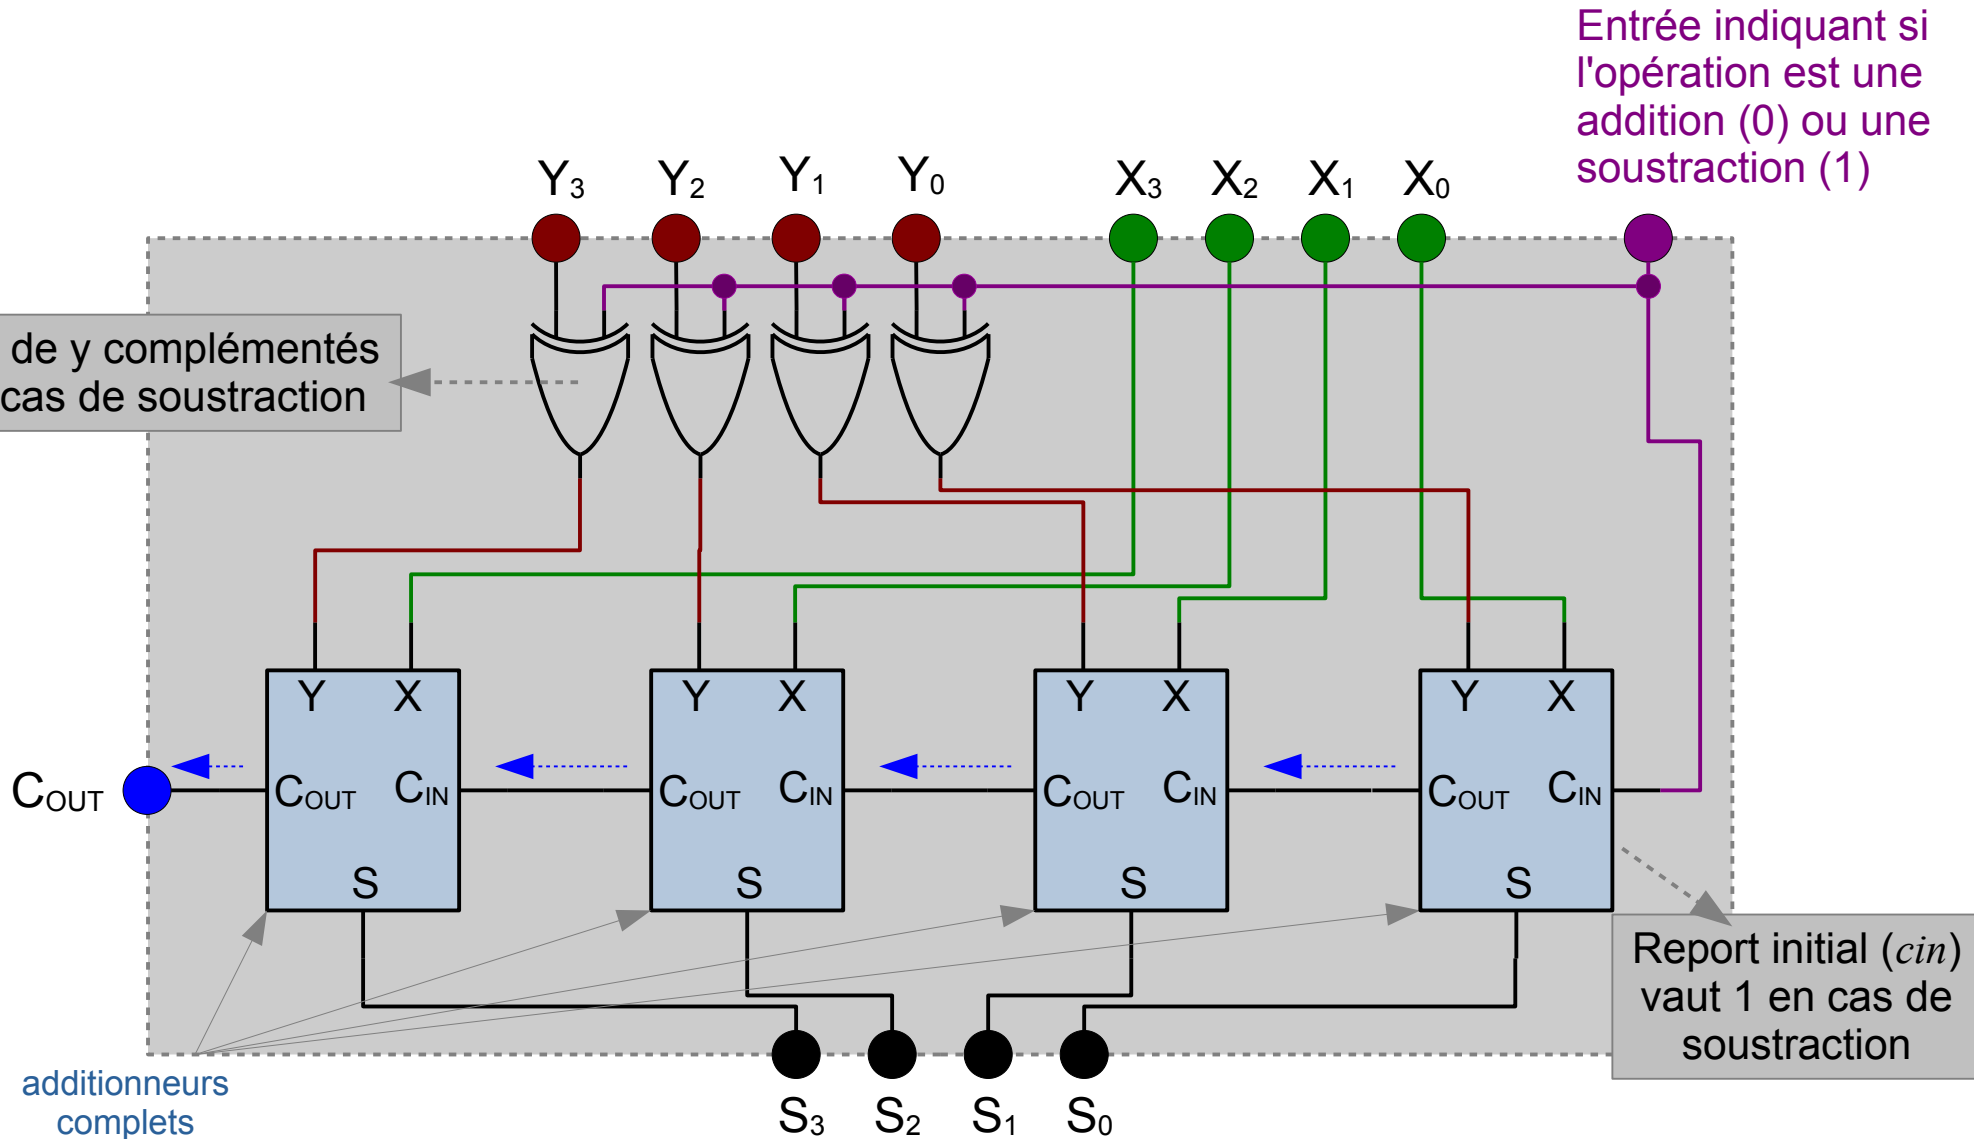 Entrée indiquant si
l'opération est une
addition (0) ou une
soustraction (1)
Y3 Y2 Y1 Y0 X3 X2 X1 X0
de y complémentés
cas de soustraction
Y X Y X Y X Y X
COUT COUT CIN COUT CIN COUT CIN COUT CIN
S S S S
Report initial (cin)
vaut 1 en cas de
soustraction
additionneurs
complets
S3 S2 S1 S0